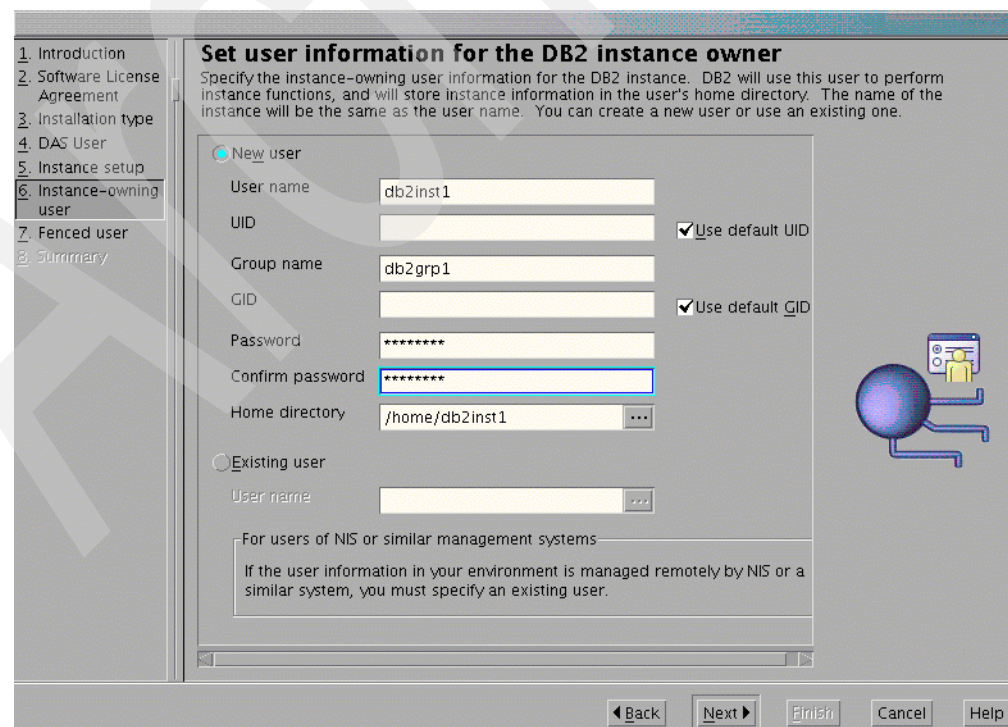 1. Introduction
2. Software License
Agreement
3. Installation type
4. DAS User
5. Instance setup
6. Instance-owning
user
7. Fenced user
8. Summary
Set user information for the DB2 instance owner
Specify the instance-owning user information for the DB2 instance. DB2 will use this user to perform
instance functions, and will store instance information in the user's home directory. The name of the
instance will be the same as the user name. You can create a new user or use an existing one.
New user
User name db2inst1
UID Use default UID
Group name db2grp1
GID Use default GID
Password ********
Confirm password ********
Home directory /home/db2inst1 ...
Existing user
User name ...
For users of NIS or similar management systems
If the user information in your environment is managed remotely by NIS or a
similar system, you must specify an existing user.
Back Next Finish Cancel Help